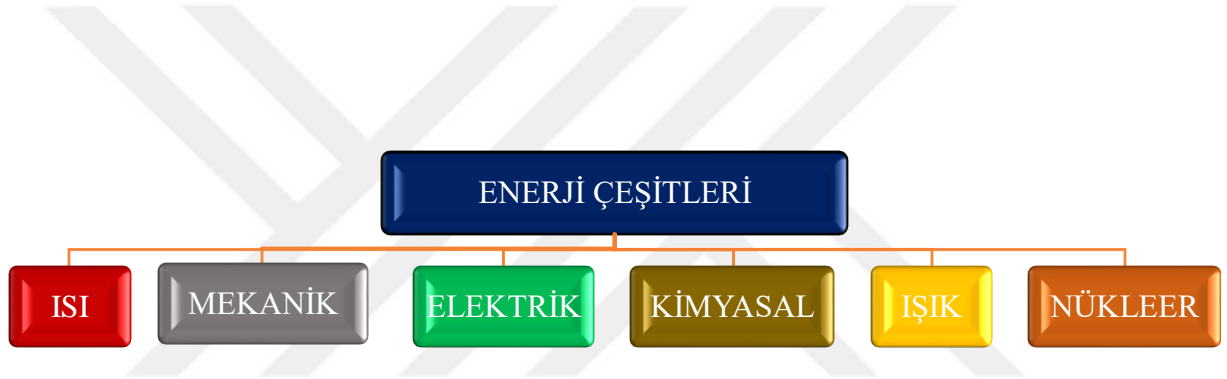 ENERJİ ÇEŞİTLERİ
ISI
MEKANİK
ELEKTRİK
KİMYASAL
IŞIK
NÜKLEER